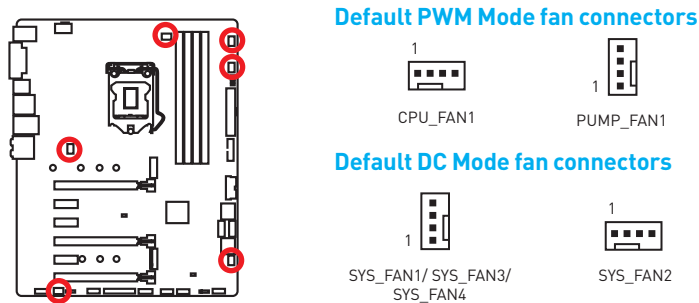 Default PWM Mode fan connectors
1
1
CPU_FAN1
PUMP_FAN1
Default DC Mode fan connectors
1
1
SYS_FAN1/ SYS_FAN3/
SYS_FAN4
SYS_FAN2